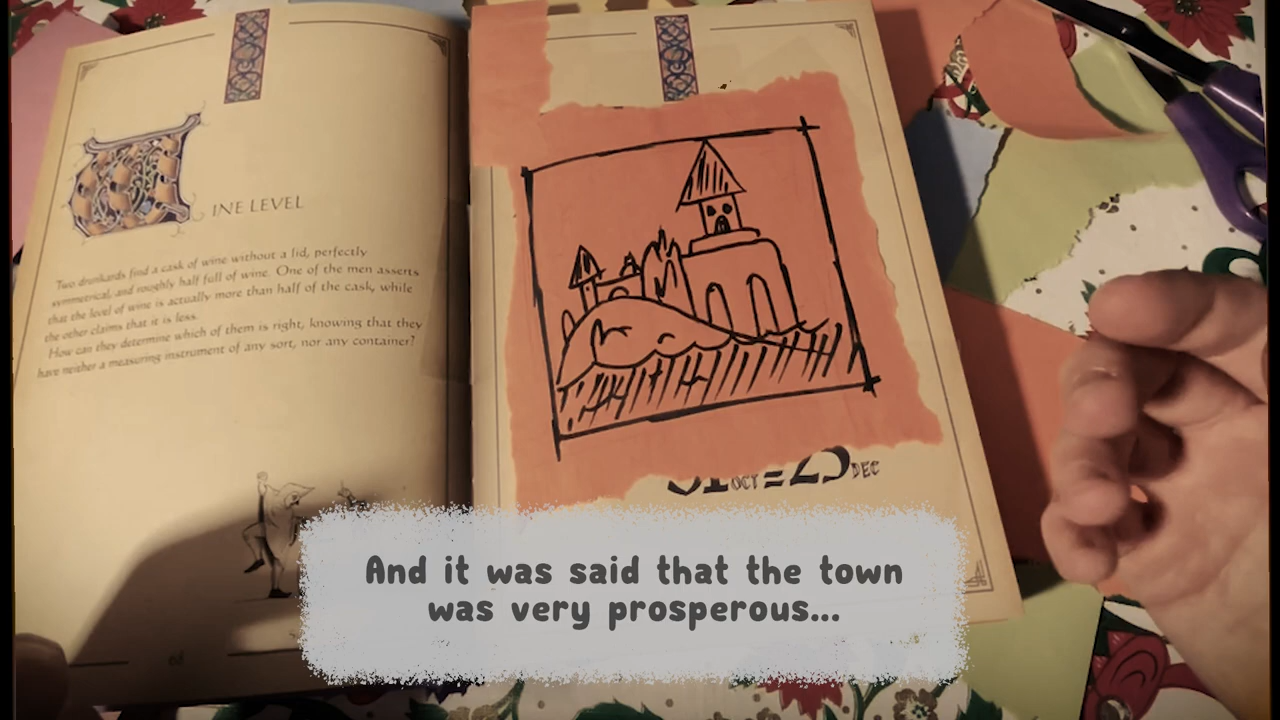 INE LEVEL
Two drunkards find a cask of wine without a lid, perfectly
symmetrical, and roughly half full of wine. One of the men asserts
that the level of wine is actually more than half of the cask, while
the other claims that it is less.
How can they determine which of them is right, knowing that they
have neither a measuring instrument of any sort, nor any container?
31 OCT = 25 DEC
And it was said that the town
was very prosperous...